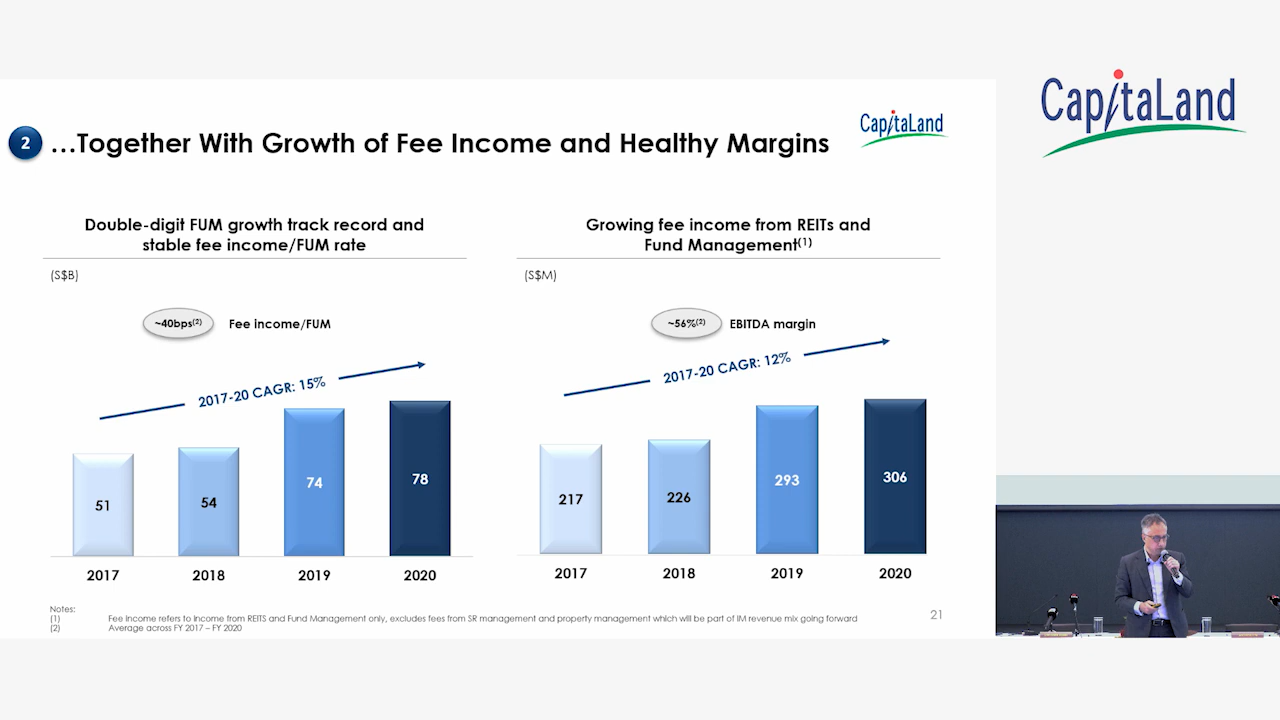 CapitaLand
2
...Together With Growth of Fee Income and Healthy Margins
CapitaLand
Double-digit FUM growth track record and
stable fee income/FUM rate
(S$B)
~40bps(2)
Fee income/FUM
2017-20 CAGR: 15%
51
54
74
78
2017
2018
2019
2020
Growing fee income from REITs and
Fund Management(1)
(S$M)
~56%(2)
EBITDA margin
2017-20 CAGR: 12%
217
226
293
306
2017
2018
2019
2020
Notes:
(1) Fee Income refers to Income from REITS and Fund Management only, excludes fees from SR management and property management which will be part of IM revenue mix going forward
(2) Average across FY 2017 – FY 2020
21